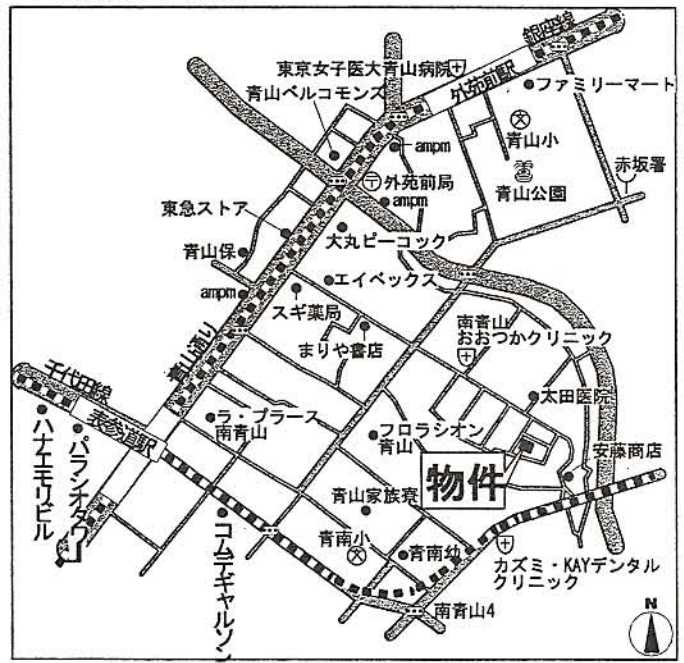 銀座線
東京女子医大青山病院
青山ベルコモンズ
外苑前駅
ファミリーマート
ampm
文
青山小
外苑前局
〒
ampm
青山公園
赤坂署
東急ストア
大丸ピーコック
青山保
エイベックス
ampm
スギ薬局
南青山
おおつかクリニック
まりや書店
青山通り
千代田線
太田医院
表参道駅
ラ・プラース
南青山
フロラシオン
青山
安藤商店
ハナエモリビル
パラシオタワー
物件
青山家族寮
コムデギャルソン
青南小
文
青南幼
カズミ・KAYデンタル
クリニック
南青山4
N